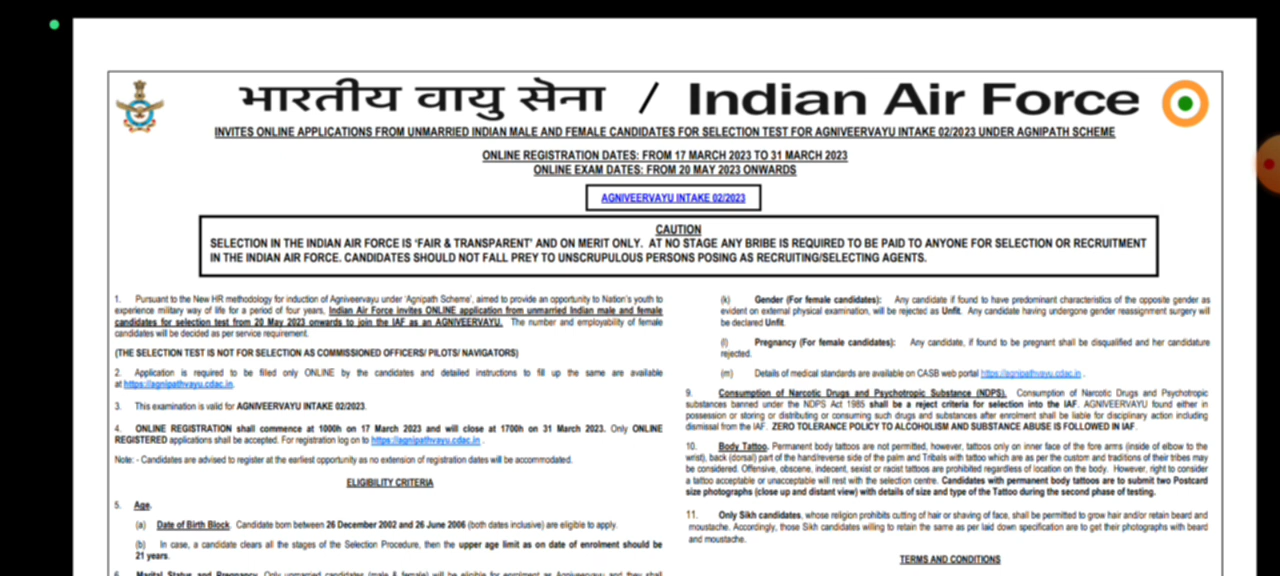 भारतीय वायु सेना / Indian Air Force
INVITES ONLINE APPLICATIONS FROM UNMARRIED INDIAN MALE AND FEMALE CANDIDATES FOR SELECTION TEST FOR AGNIVEERVAYU INTAKE 02/2023 UNDER AGNIPATH SCHEME
ONLINE REGISTRATION DATES: FROM 17 MARCH 2023 TO 31 MARCH 2023
ONLINE EXAM DATES: FROM 20 MAY 2023 ONWARDS
AGNIVEERVAYU INTAKE 02/2023
CAUTION
SELECTION IN THE INDIAN AIR FORCE IS 'FAIR & TRANSPARENT' AND ON MERIT ONLY. AT NO STAGE ANY BRIBE IS REQUIRED TO BE PAID TO ANYONE FOR SELECTION OR RECRUITMENT
IN THE INDIAN AIR FORCE. CANDIDATES SHOULD NOT FALL PREY TO UNSCRUPULOUS PERSONS POSING AS RECRUITING/SELECTING AGENTS.
1. Pursuant to the New HR methodology for induction of Agniveervayu under 'Agnipath Scheme', aimed to provide an opportunity to Nation's youth to
experience military way of life for a period of four years, Indian Air Force invites ONLINE application from unmarried Indian male and female
candidates for selection test from 20 May 2023 onwards to join the IAF as an AGNIVEERVAYU. The number and employability of female
candidates will be decided as per service requirement.
(THE SELECTION TEST IS NOT FOR SELECTION AS COMMISSIONED OFFICERS/ PILOTS/ NAVIGATORS)
2. Application is required to be filled only ONLINE by the candidates and detailed instructions to fill up the same are available
at https://agnipathvayu.cdac.in.
3. This examination is valid for AGNIVEERVAYU INTAKE 02/2023.
4. ONLINE REGISTRATION shall commence at 1000h on 17 March 2023 and will close at 1700h on 31 March 2023. Only ONLINE
REGISTERED applications shall be accepted. For registration log on to https://agnipathvayu.cdac.in .
Note: - Candidates are advised to register at the earliest opportunity as no extension of registration dates will be accommodated.
ELIGIBILITY CRITERIA
5. Age.
(a) Date of Birth Block. Candidate born between 26 December 2002 and 26 June 2006 (both dates inclusive) are eligible to apply.
(b) In case, a candidate clears all the stages of the Selection Procedure, then the upper age limit as on date of enrolment should be
21 years.
6. Marital Status and Pregnancy. Only unmarried candidates (male & female) will be eligible for enrolment as Agniveervayu and they shall
(k) Gender (For female candidates): Any candidate if found to have predominant characteristics of the opposite gender as
evident on external physical examination, will be rejected as Unfit. Any candidate having undergone gender reassignment surgery will
be declared Unfit.
(l) Pregnancy (For female candidates): Any candidate, if found to be pregnant shall be disqualified and her candidature
rejected.
(m) Details of medical standards are available on CASB web portal https://agnipathvayu.cdac.in .
9. Consumption of Narcotic Drugs and Psychotropic Substance (NDPS). Consumption of Narcotic Drugs and Psychotropic
substances banned under the NDPS Act 1985 shall be a reject criteria for selection into the IAF. AGNIVEERVAYU found either in
possession or storing or distributing or consuming such drugs and substances after enrolment shall be liable for disciplinary action including
dismissal from the IAF. ZERO TOLERANCE POLICY TO ALCOHOLISM AND SUBSTANCE ABUSE IS FOLLOWED IN IAF.
10. Body Tattoo. Permanent body tattoos are not permitted, however, tattoos only on inner face of the fore arms (inside of elbow to the
wrist), back (dorsal) part of the hand/reverse side of the palm and Tribals with tattoo which are as per the custom and traditions of their tribes may
be considered. Offensive, obscene, indecent, sexist or racist tattoos are prohibited regardless of location on the body. However, right to consider
a tattoo acceptable or unacceptable will rest with the selection centre. Candidates with permanent body tattoos are to submit two Postcard
size photographs (close up and distant view) with details of size and type of the Tattoo during the second phase of testing.
11. Only Sikh candidates, whose religion prohibits cutting of hair or shaving of face, shall be permitted to grow hair and/or retain beard and
moustache. Accordingly, those Sikh candidates willing to retain the same as per laid down specification are to get their photographs with beard
and moustache.
TERMS AND CONDITIONS